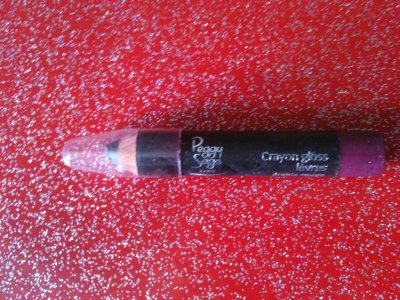 Peggy
Sage
Crayon gloss
lèvres